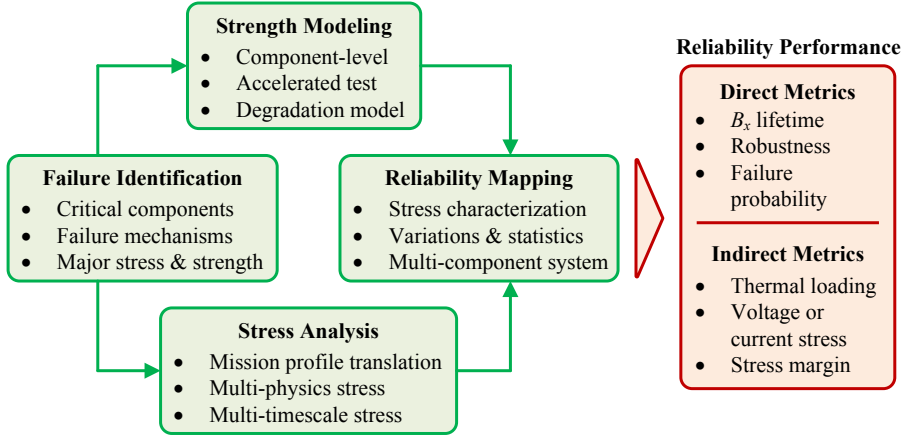 Strength Modeling
• Component-level
• Accelerated test
• Degradation model
Failure Identification
• Critical components
• Failure mechanisms
• Major stress & strength
Reliability Mapping
• Stress characterization
• Variations & statistics
• Multi-component system
Stress Analysis
• Mission profile translation
• Multi-physics stress
• Multi-timescale stress
Reliability Performance
Direct Metrics
• Bx lifetime
• Robustness
• Failure
probability
Indirect Metrics
• Thermal loading
• Voltage or
current stress
• Stress margin